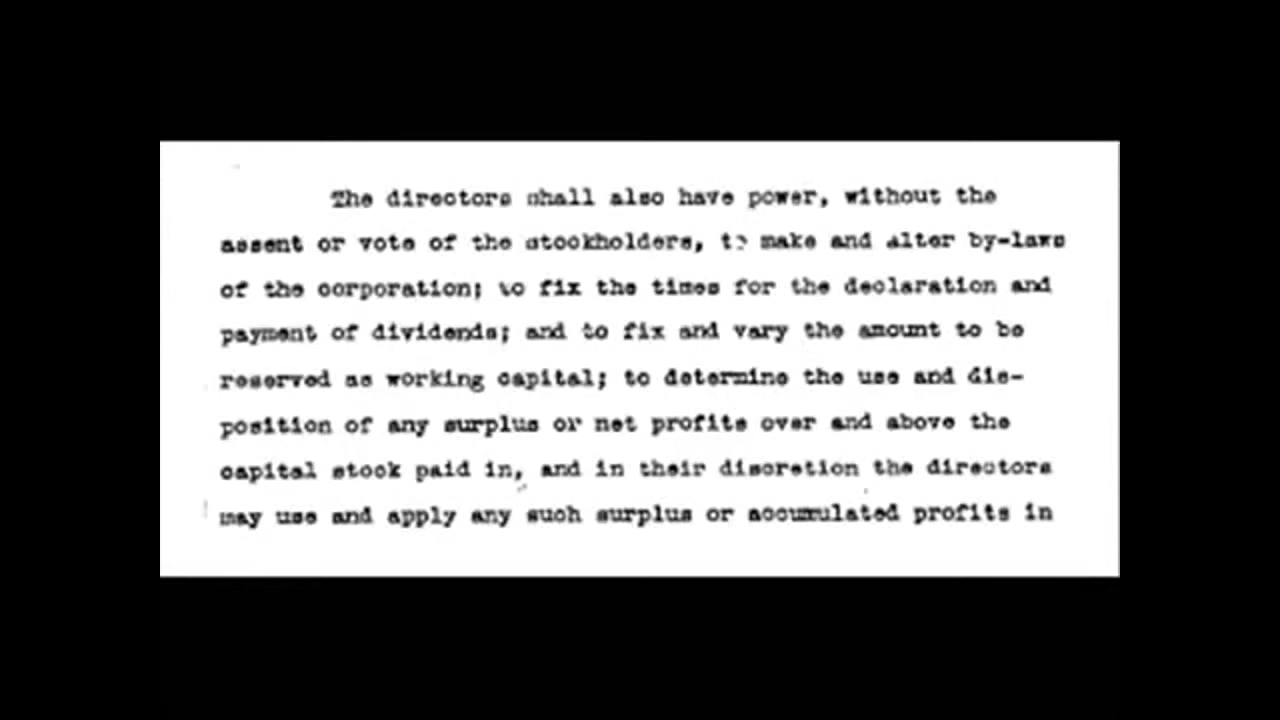 The directors shall also have power, without the
assent or vote of the stockholders, to make and alter by-laws
of the corporation; to fix the times for the declaration and
payment of dividends; and to fix and vary the amount to be
reserved as working capital; to determine the use and dis-
position of any surplus or net profits over and above the
capital stock paid in, and in their discretion the directors
may use and apply any such surplus or accumulated profits in